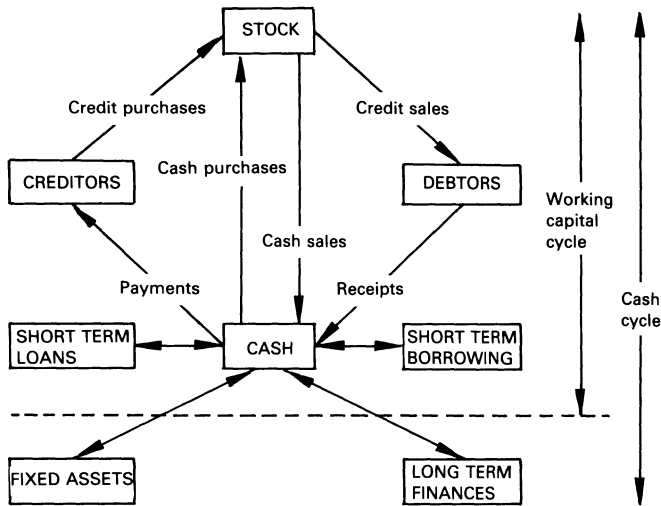 STOCK
Credit purchases
Credit sales
Cash purchases
CREDITORS
DEBTORS
Working
capital
cycle
Cash sales
Payments
Receipts
Cash
cycle
SHORT TERM
LOANS
CASH
SHORT TERM
BORROWING
FIXED ASSETS
LONG TERM
FINANCES